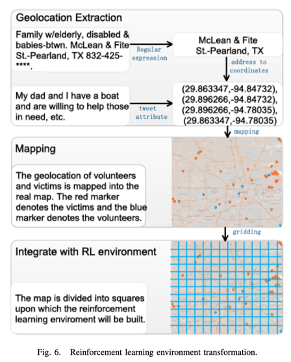 Geolocation Extraction
Family w/elderly, disabled &
babies-btwn. McLean & Fite
St.-Pearland, TX 832-425-
****.
Regular
expression
McLean & Fite
St.-Pearland, TX
address to
coordinates
My dad and I have a boat
and are willing to help those
in need, etc.
tweet
attribute
(29.863347,-94.84732),
(29.896266,-94.84732),
(29.896266,-94.78035),
(29.863347,-94.78035)
mapping
Mapping
The geolocation of volunteers
and victims is mapped into the
real map. The red marker
denotes the victims and the blue
marker denotes the volunteers.
gridding
Integrate with RL environment
The map is divided into squares
upon which the reinforcement
learning enviroment will be built.
Fig. 6. Reinforcement learning environment transformation.